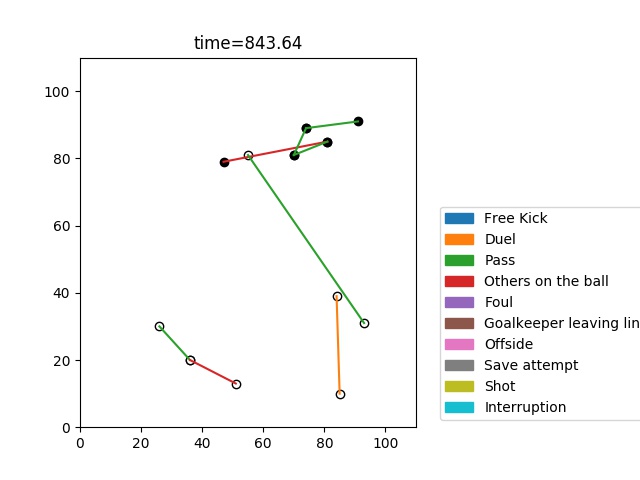 time=843.64
100
80
60
40
20
0
0 20 40 60 80 100
Free Kick
Duel
Pass
Others on the ball
Foul
Goalkeeper leaving lin
Offside
Save attempt
Shot
Interruption